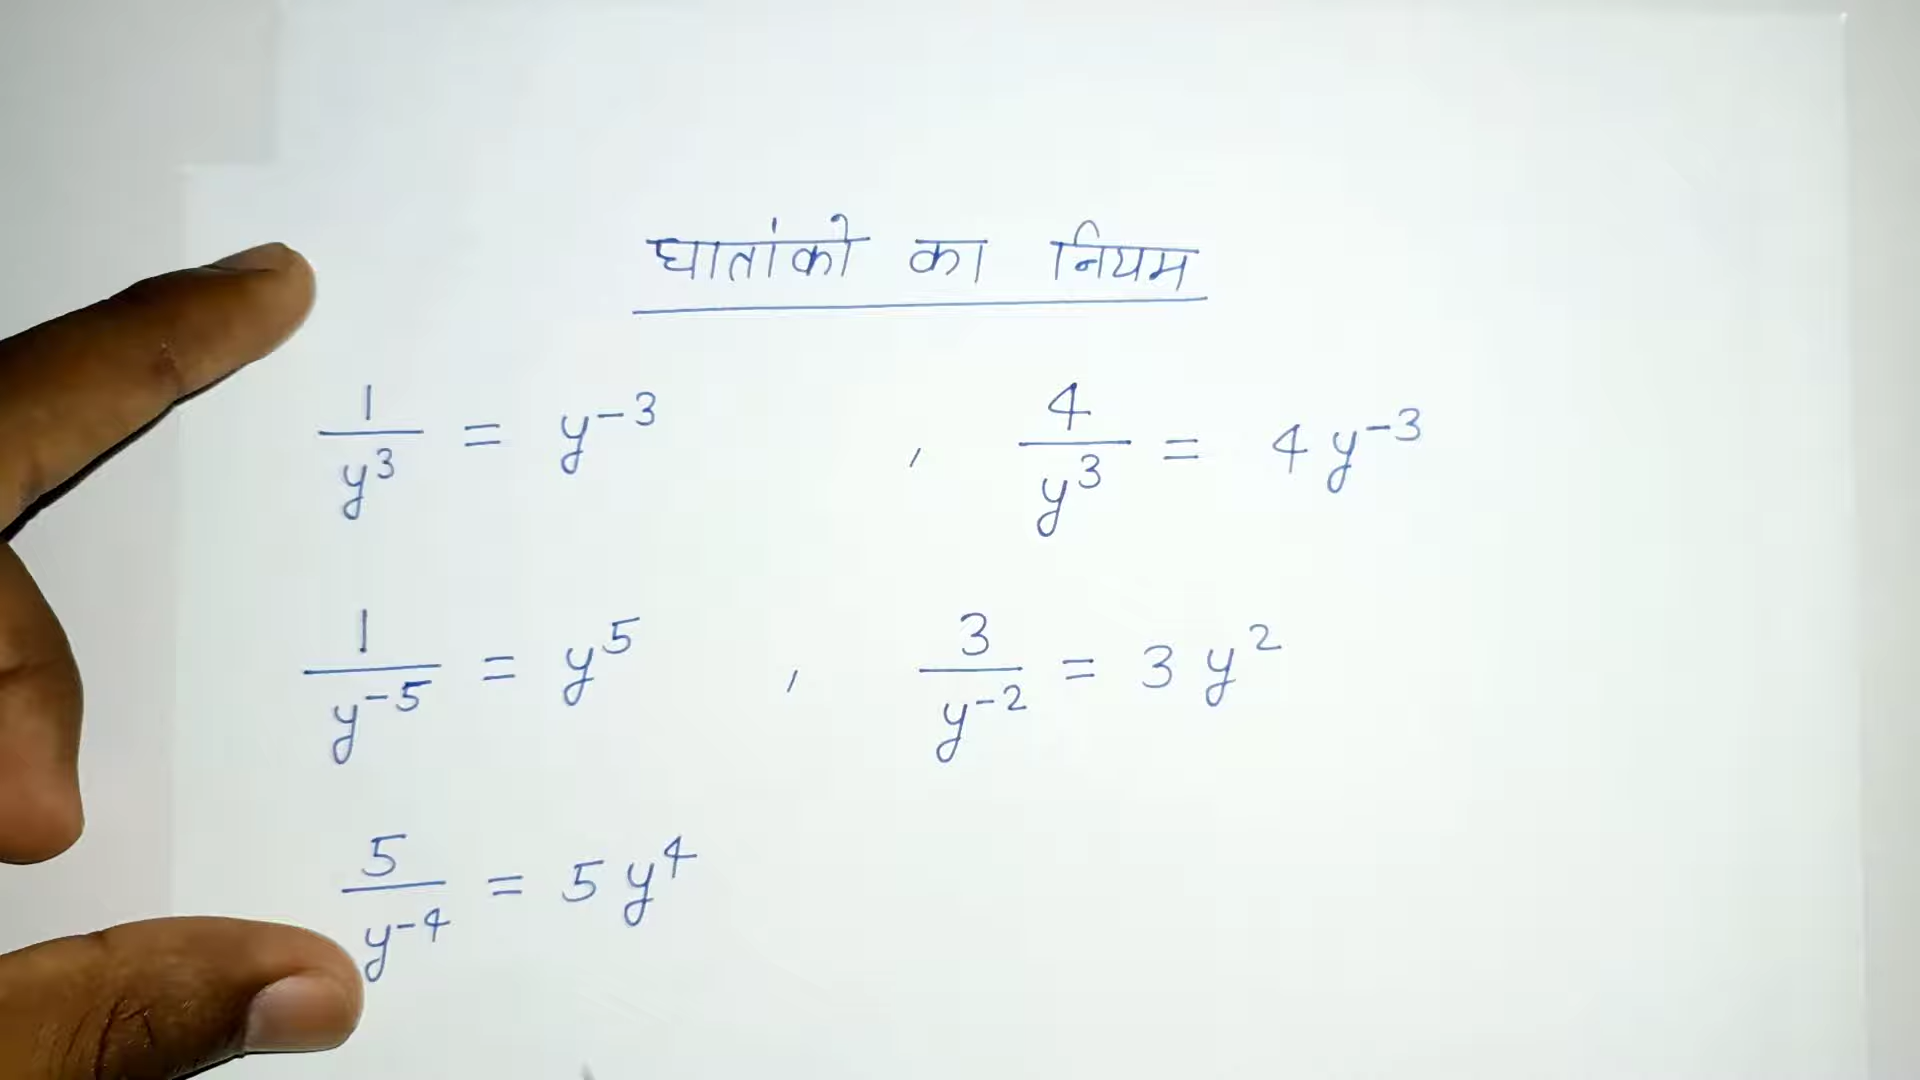 घातांको का नियम
1/y³ = y⁻³ , 4/y³ = 4y⁻³
1/y⁻⁵ = y⁵ , 3/y⁻² = 3y²
5/y⁻⁴ = 5y⁴